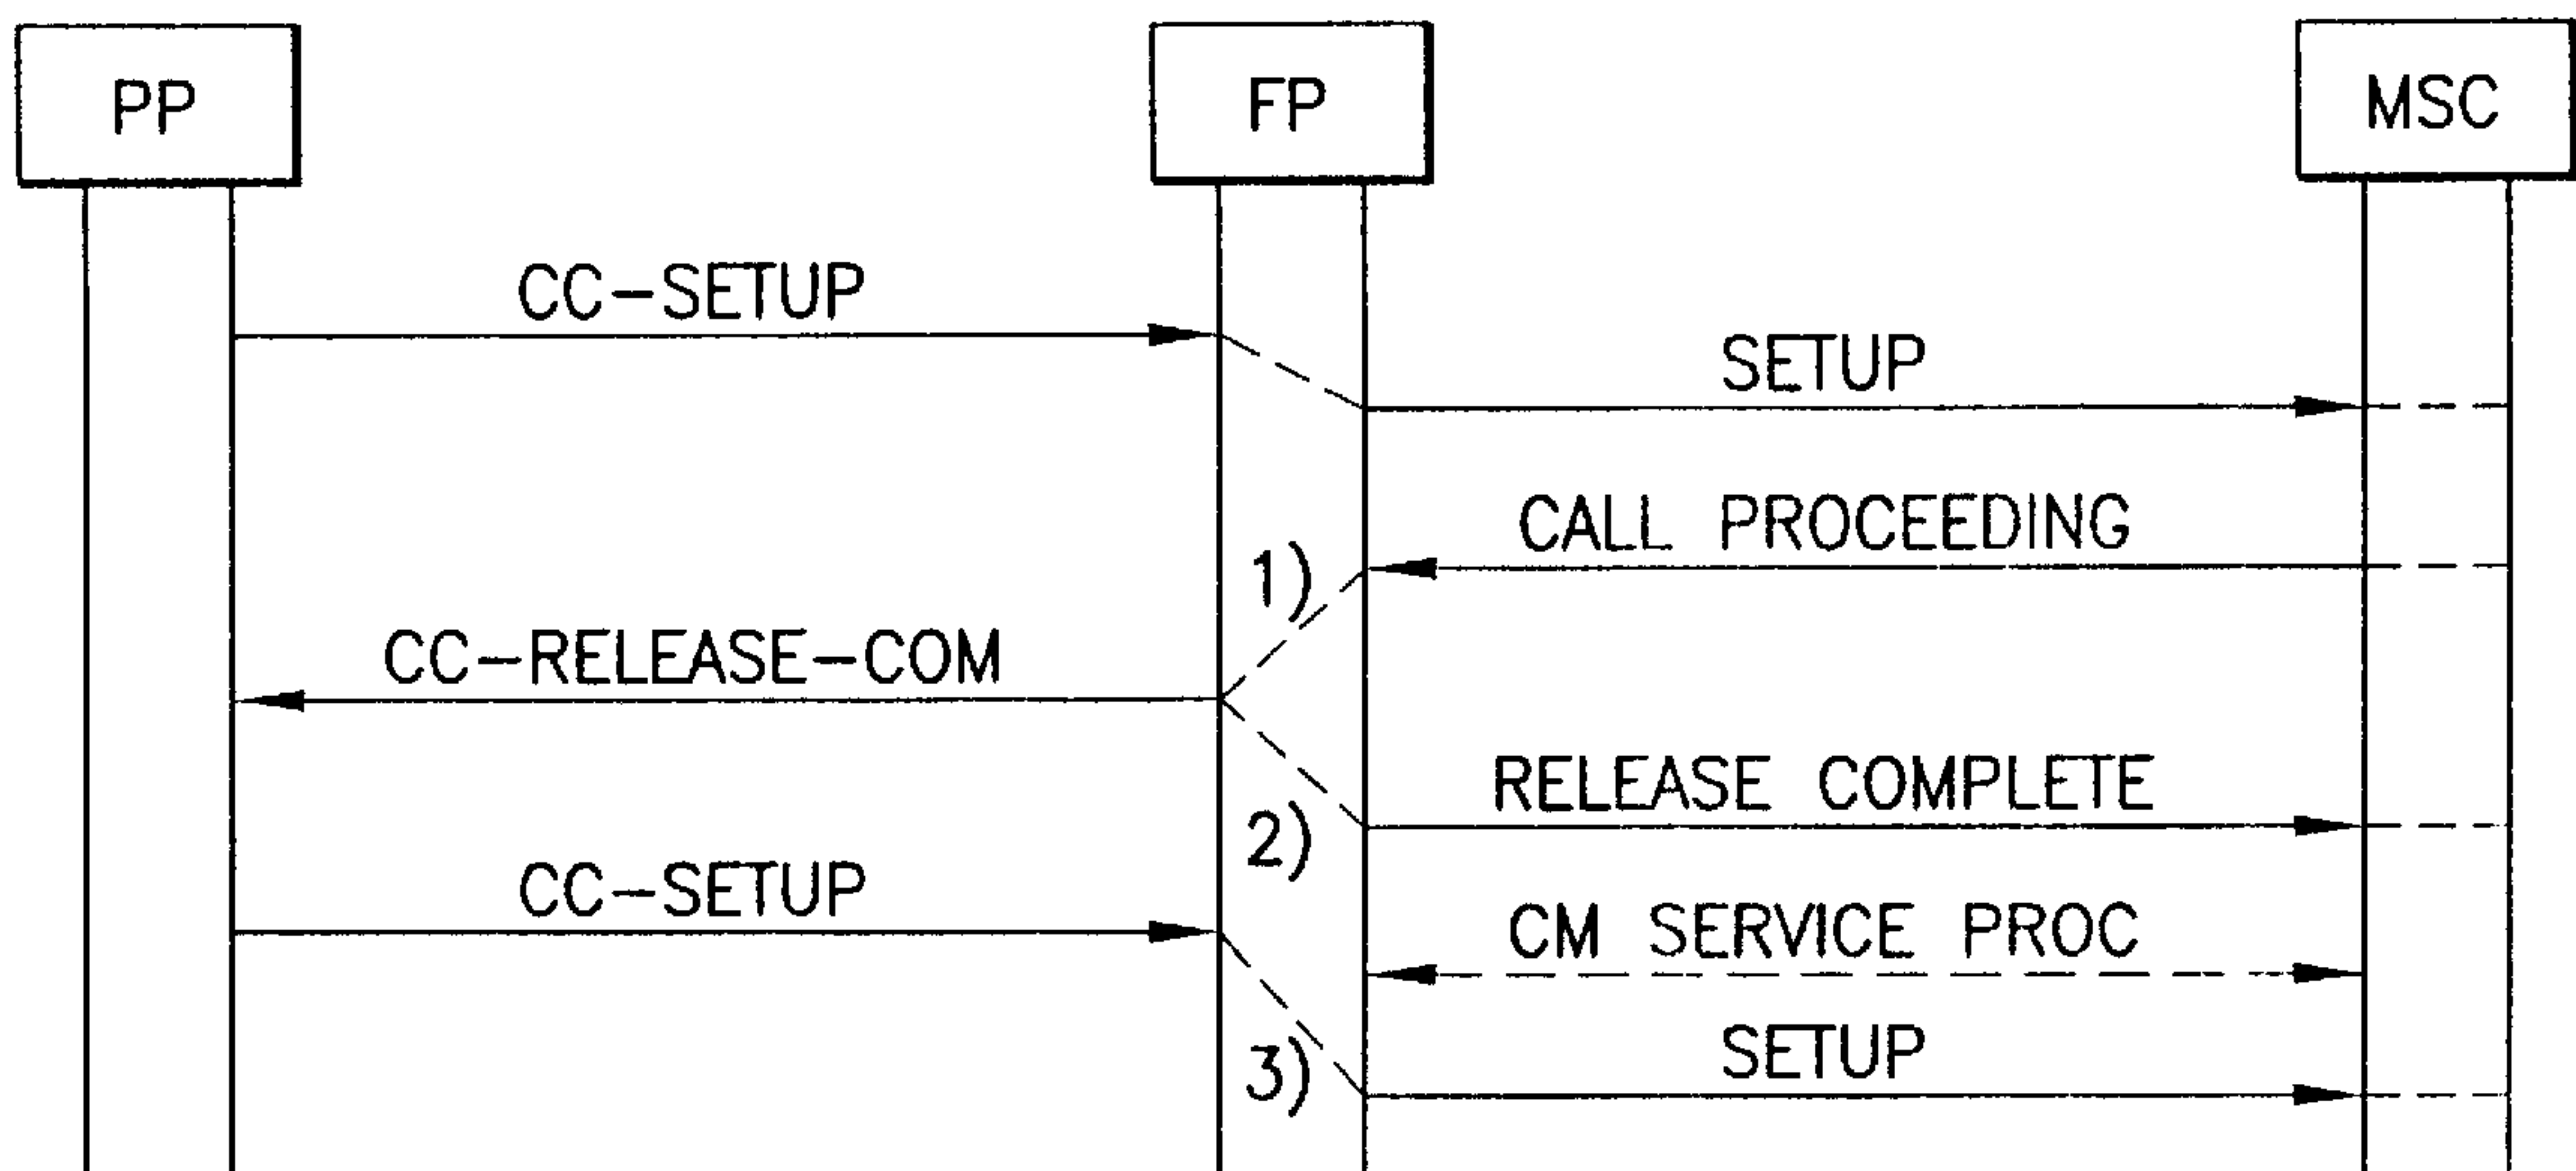 PP
FP
MSC
CC-SETUP
SETUP
CALL PROCEEDING
1)
CC-RELEASE-COM
RELEASE COMPLETE
2)
CC-SETUP
CM SERVICE PROC
SETUP
3)